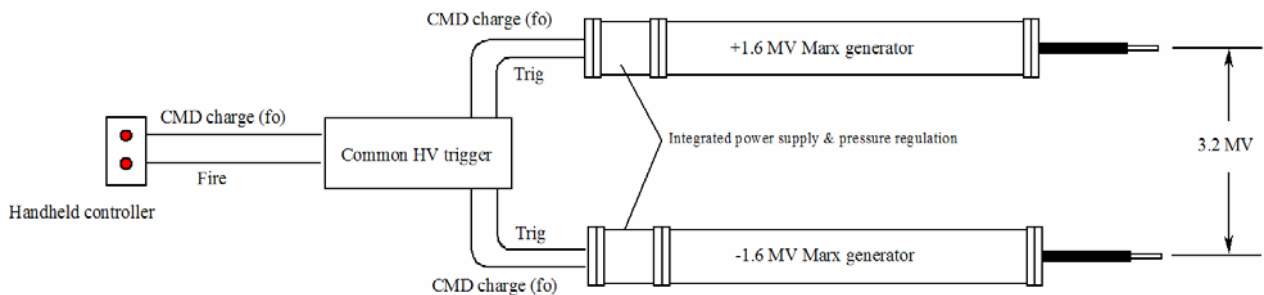 CMD charge (fo)
+1.6 MV Marx generator
Trig
CMD charge (fo)
Integrated power supply & pressure regulation
3.2 MV
Common HV trigger
Fire
Handheld controller
Trig
-1.6 MV Marx generator
CMD charge (fo)